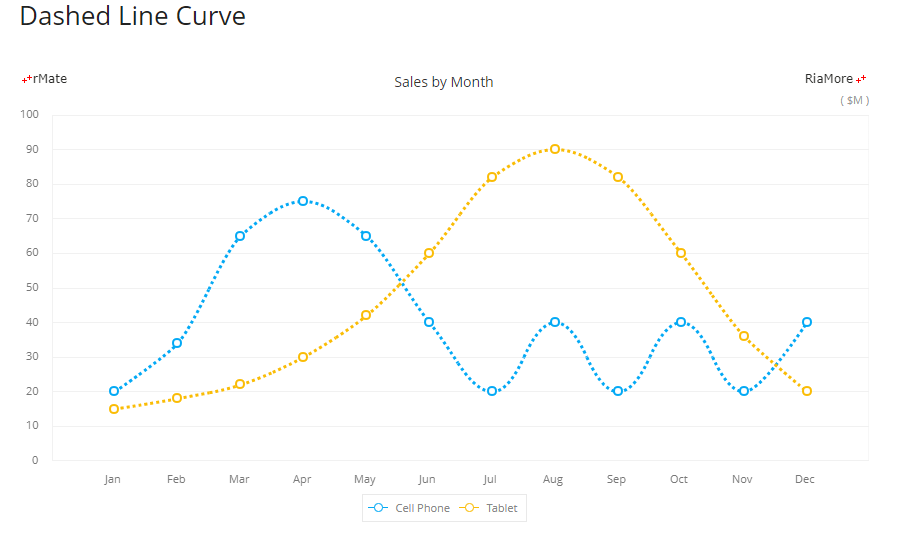 Dashed Line Curve
rMate
Sales by Month
RiaMore
( $M )
100
90
80
70
60
50
40
30
20
10
0
Jan Feb Mar Apr May Jun Jul Aug Sep Oct Nov Dec
Cell Phone Tablet